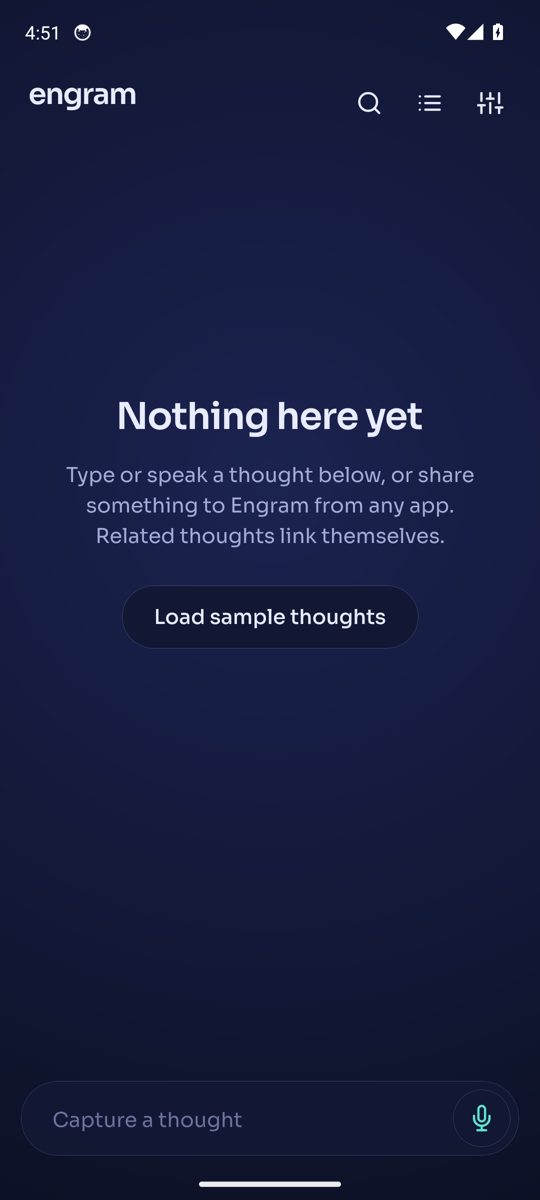 4:51
engram
Nothing here yet
Type or speak a thought below, or share
something to Engram from any app.
Related thoughts link themselves.
Load sample thoughts
Capture a thought